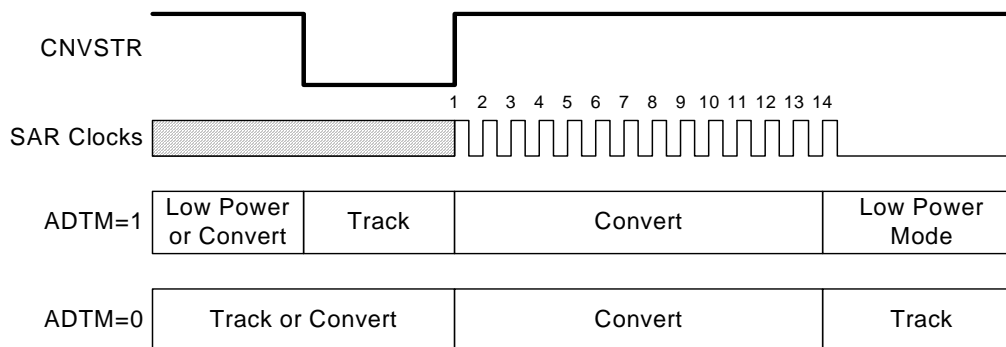 CNVSTR
1 2 3 4 5 6 7 8 9 10 11 12 13 14
SAR Clocks
ADTM=1
Low Power
or Convert
Track
Convert
Low Power
Mode
ADTM=0
Track or Convert
Convert
Track